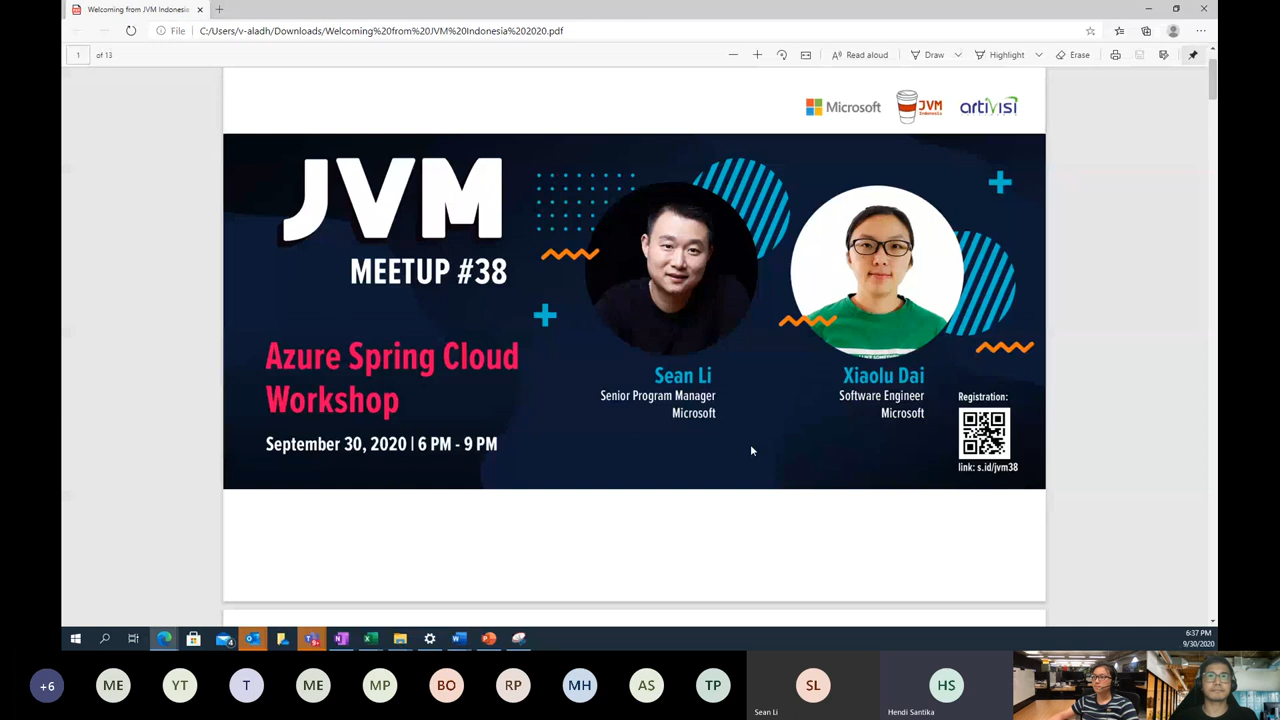 Welcoming from JVM Indonesia
File
C:/Users/v-aladh/Downloads/Welcoming%20from%20JVM%20Indonesia%202020.pdf
1 of 13
Read aloud
Draw
Highlight
Erase
Microsoft
JVM
Indonesia
artivisi
JVM
MEETUP #38
Azure Spring Cloud
Workshop
September 30, 2020 | 6 PM - 9 PM
Sean Li
Senior Program Manager
Microsoft
Xiaolu Dai
Software Engineer
Microsoft
Registration:
link: s.id/jvm38
6:37 PM
9/30/2020
+6
ME
YT
T
ME
MP
BO
RP
MH
AS
TP
SL
Sean Li
HS
Hendi Santika